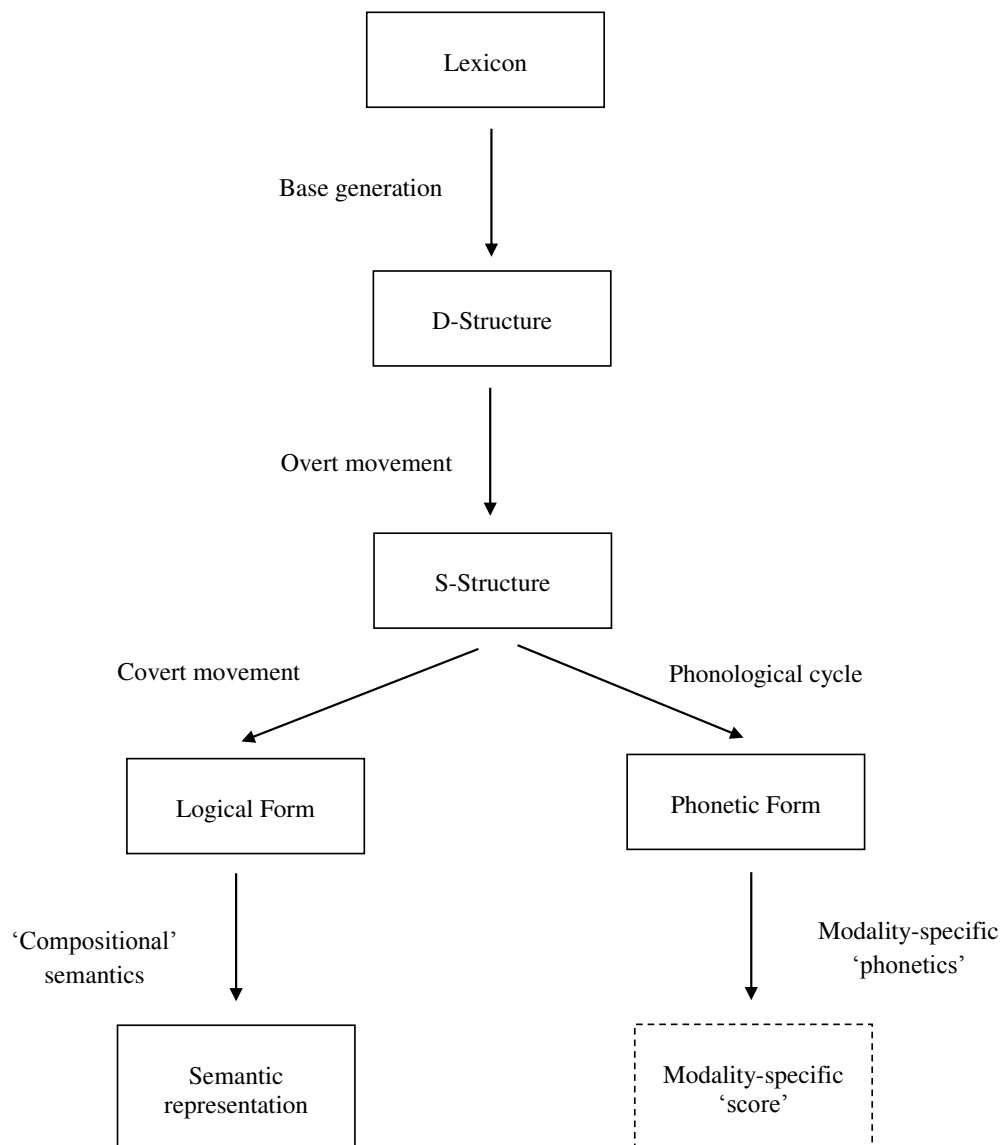 Lexicon
Base generation
D-Structure
Overt movement
S-Structure
Covert movement
Phonological cycle
Logical Form
Phonetic Form
‘Compositional’
semantics
Modality-specific
‘phonetics’
Semantic
representation
Modality-specific
‘score’